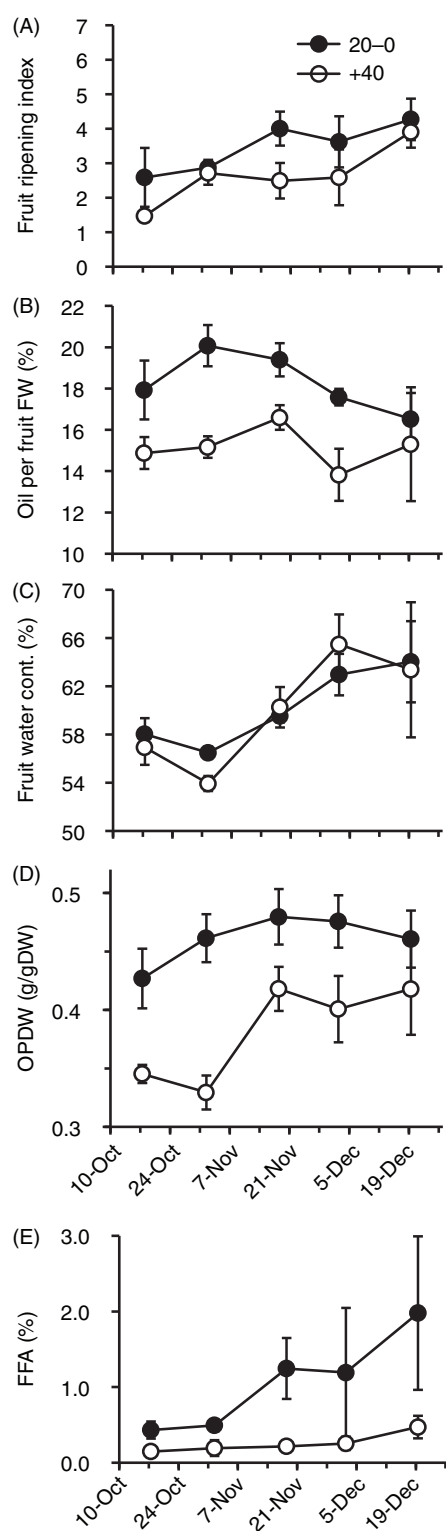 (A)
Fruit ripening index
7
6
5
4
3
2
1
0
20–0
+40
(B)
Oil per fruit FW (%)
22
20
18
16
14
12
10
(C)
Fruit water cont. (%)
70
66
62
58
54
50
(D)
OPDW (g/gDW)
0.5
0.4
0.3
10-Oct
24-Oct
7-Nov
21-Nov
5-Dec
19-Dec
(E)
FFA (%)
3.0
2.0
1.0
0.0
10-Oct
24-Oct
7-Nov
21-Nov
5-Dec
19-Dec